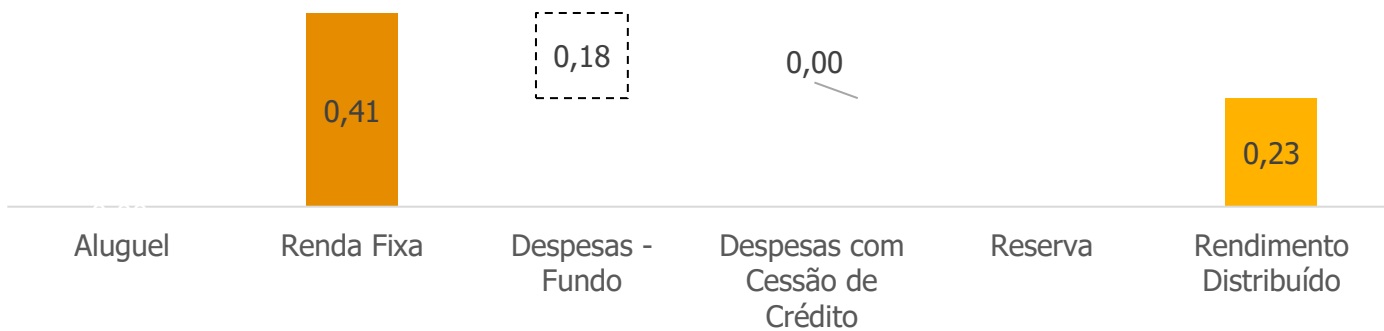 0,41
0,18
0,00
0,23
Aluguel
Renda Fixa
Despesas -
Fundo
Despesas com
Cessão de
Crédito
Reserva
Rendimento
Distribuído